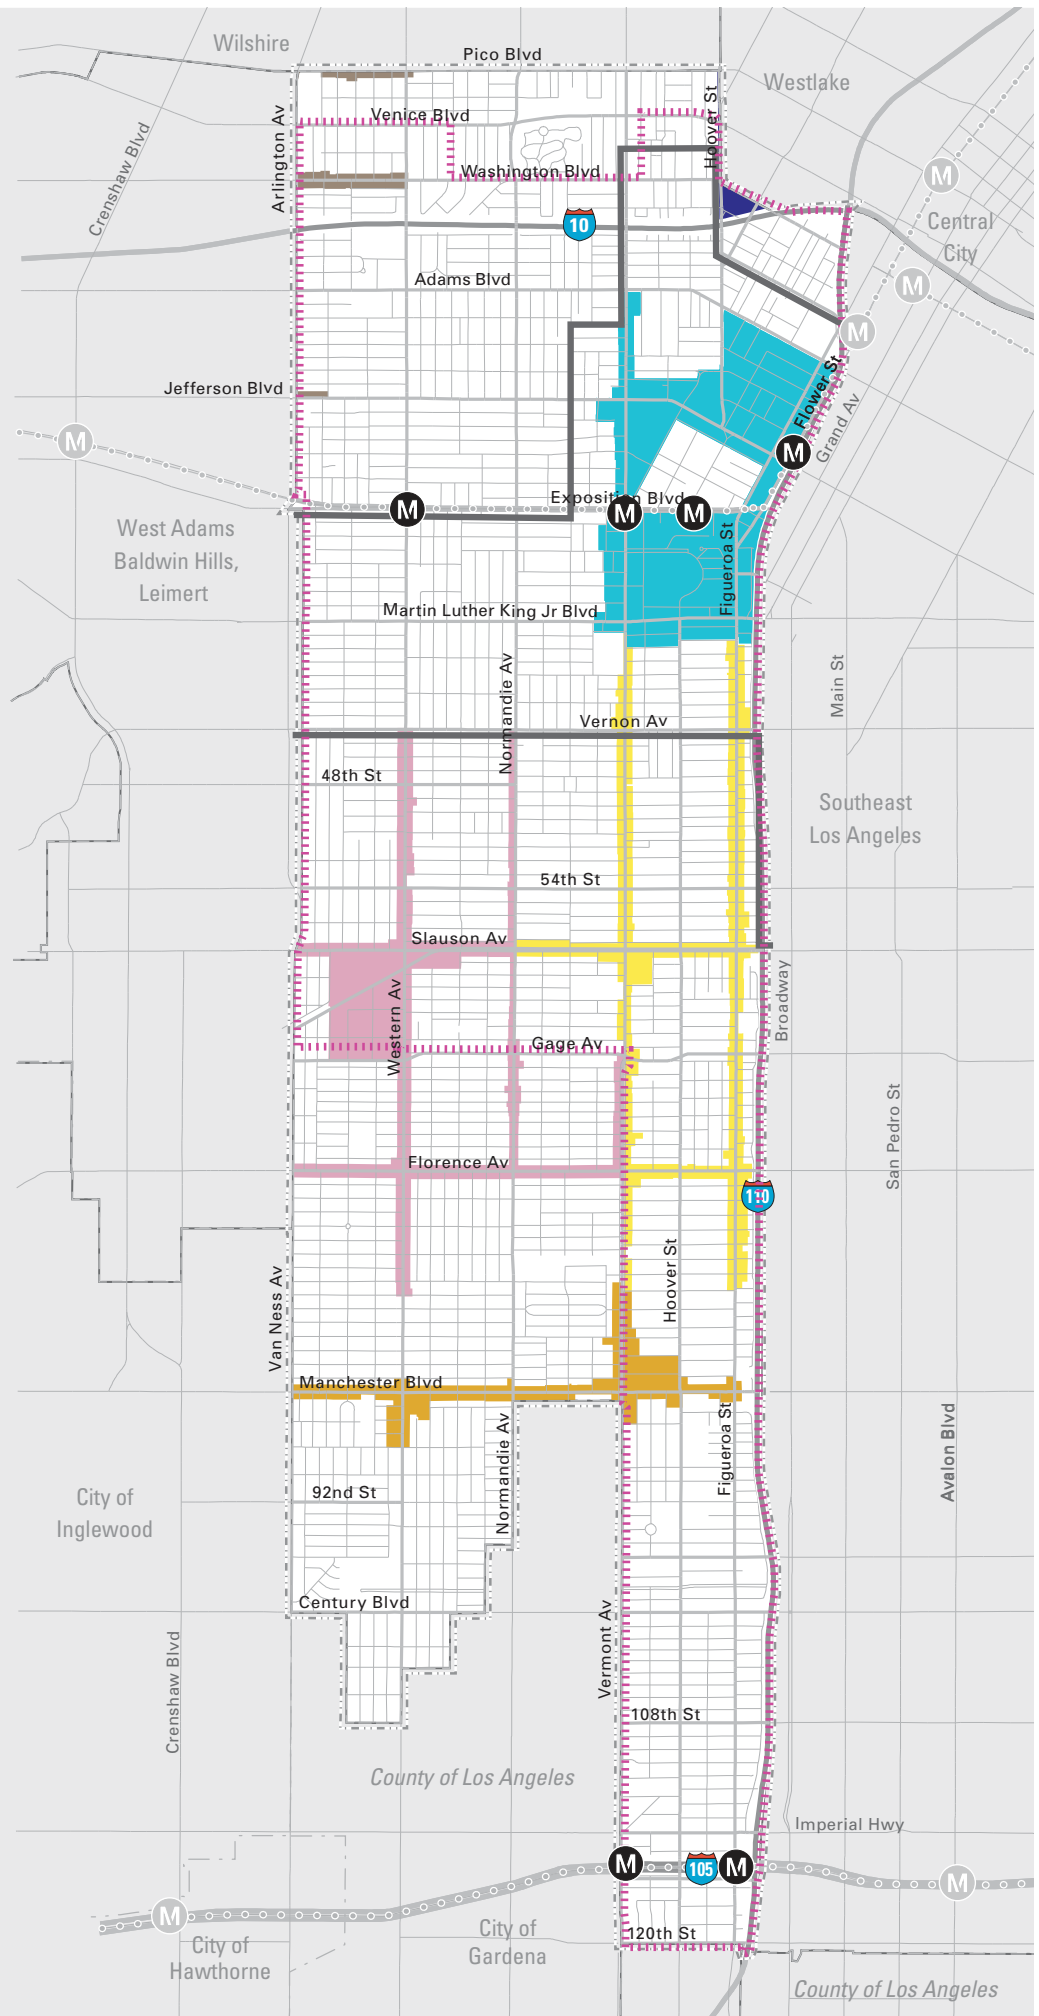 Wilshire
Pico Blvd
Westlake
Venice Blvd
Hoover St
Arlington Av
Crenshaw Blvd
Washington Blvd
M
10
Central
City
Adams Blvd
M
M
Jefferson Blvd
Flower St
Grand Av
M
M
Exposition Blvd
M
M
M
West Adams
Baldwin Hills,
Leimert
Figueroa St
Martin Luther King Jr Blvd
Main St
Normandie Av
Vernon Av
48th St
Southeast
Los Angeles
54th St
Slauson Av
Broadway
Western Av
Gage Av
San Pedro St
Florence Av
110
Hoover St
Van Ness Av
Manchester Blvd
Figueroa St
Normandie Av
Avalon Blvd
92nd St
City of
Inglewood
Century Blvd
Vermont Av
Crenshaw Blvd
108th St
County of Los Angeles
Imperial Hwy
M
105
M
M
M
City of
Hawthorne
City of
Gardena
120th St
County of Los Angeles